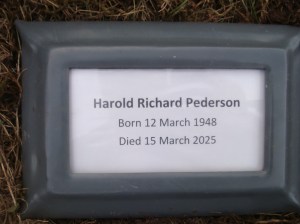 Harold Richard Pederson
Born 12 March 1948
Died 15 March 2025